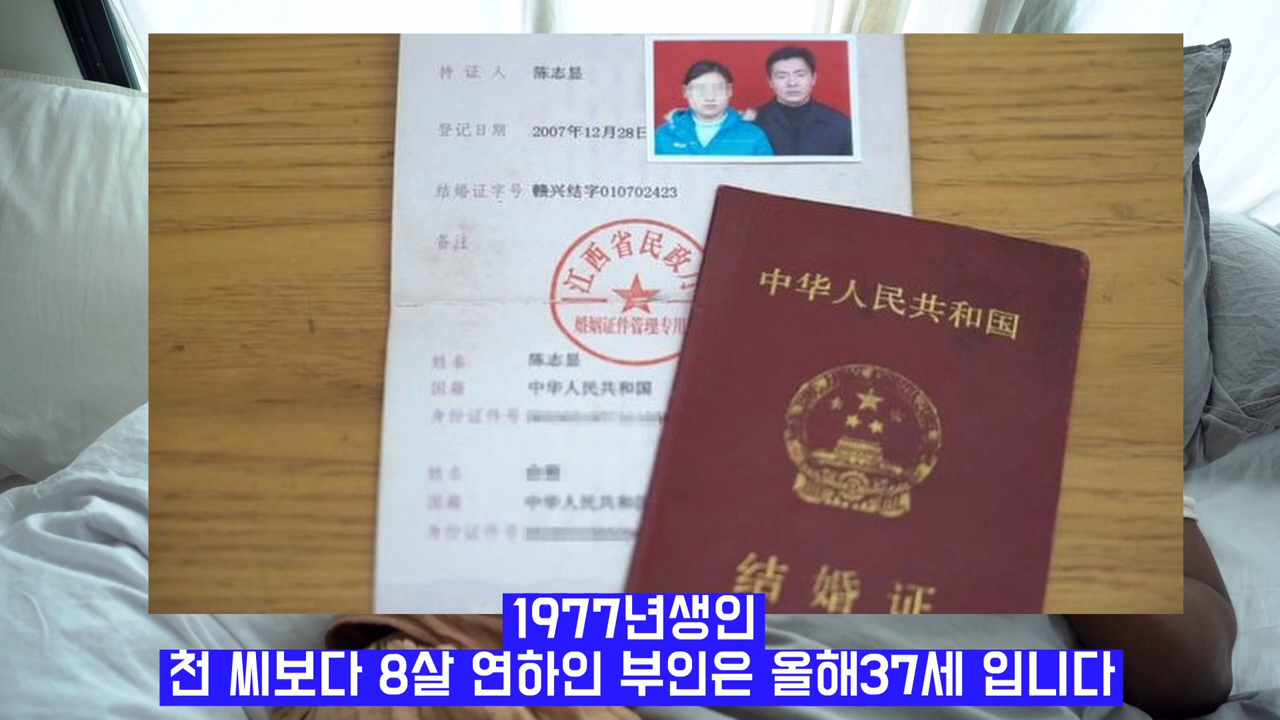 持证人 陈志显
登记日期 2007年12月28日
结婚证字号 赣兴结字010702423
备注
江西省民政
婚姻证件管理专用
姓名 陈志显
国籍 中华人民共和国
身份证件号
姓名
国籍 中华人民共和国
身份证件号
中华人民共和国
结婚证
1977년생인
천 씨보다 8살 연하인 부인은 올해37세 입니다